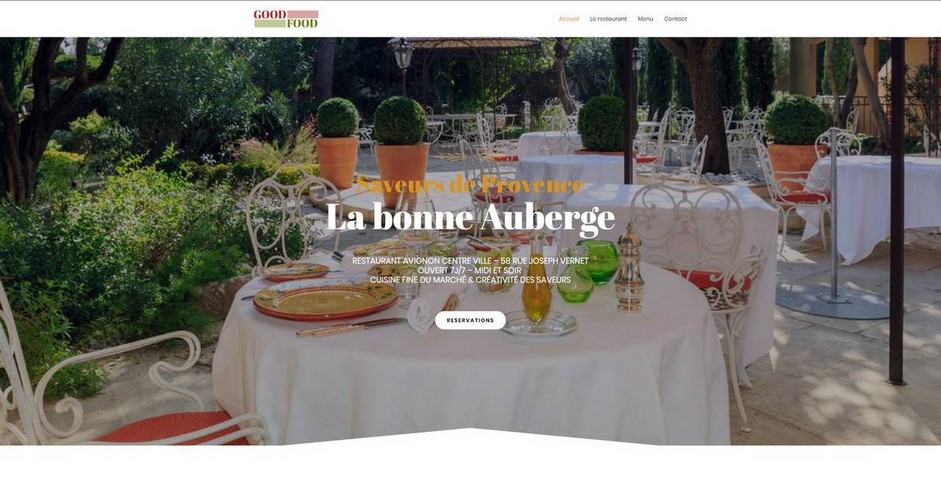 GOOD
FOOD
Accueil Le restaurant Menu Contact
Saveurs de Provence
La bonne Auberge
RESTAURANT AVIGNON CENTRE VILLE – 58 RUE JOSEPH VERNET
OUVERT 7J/7 – MIDI ET SOIR
CUISINE FINE DU MARCHÉ & CRÉATIVITÉ DES SAVEURS
RESERVATIONS